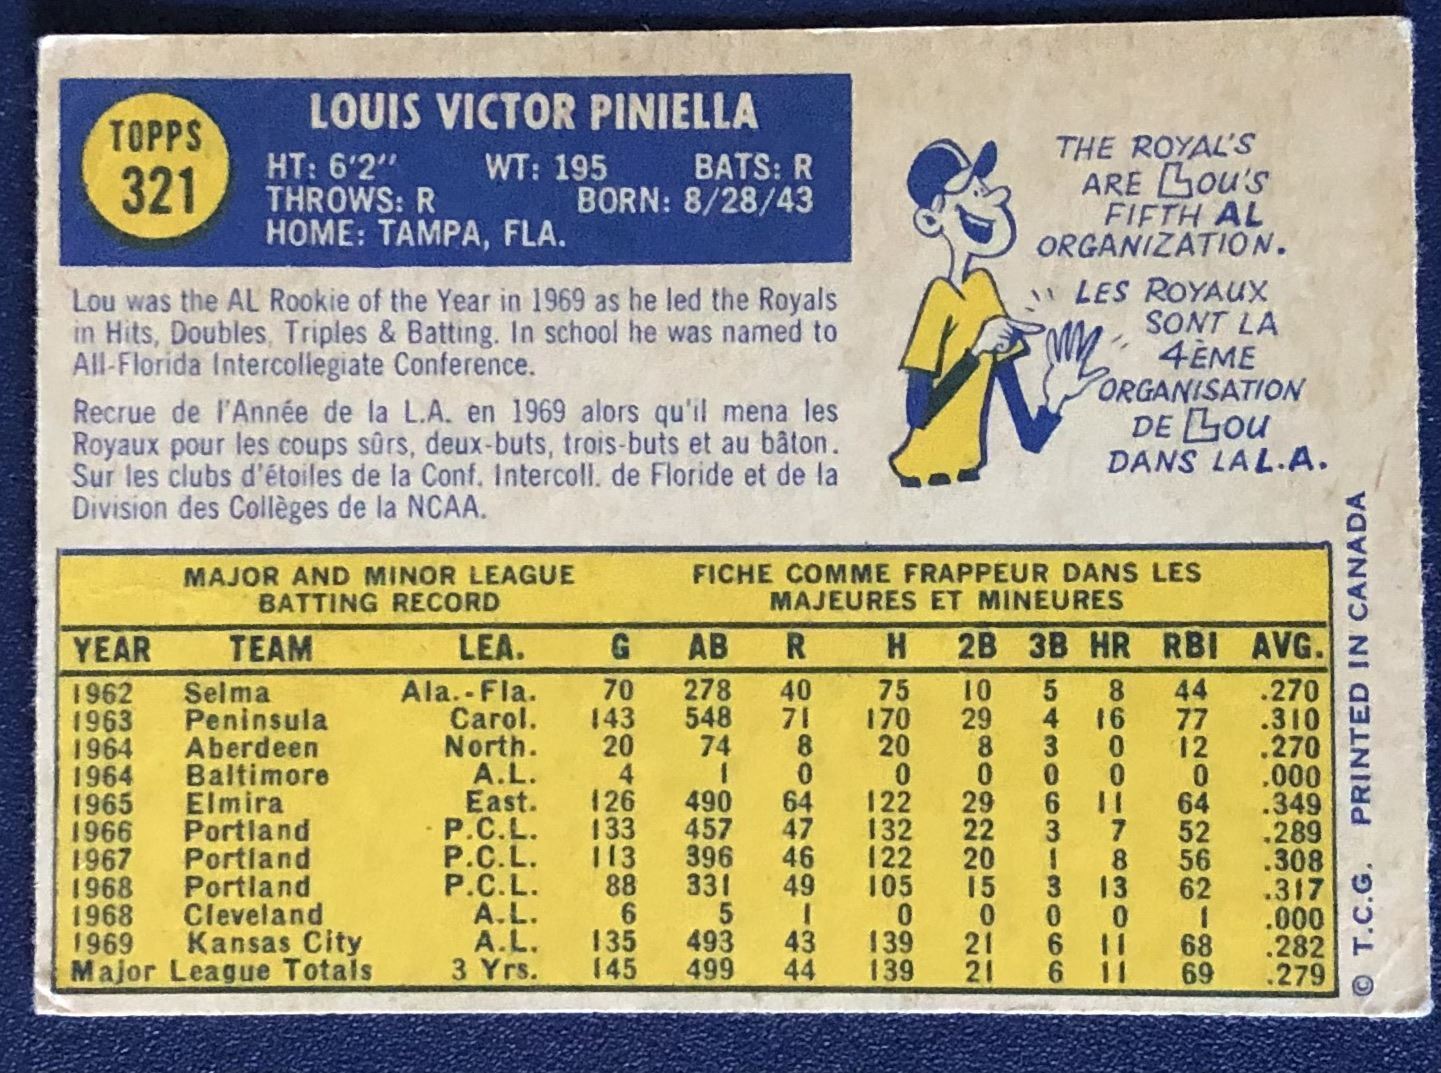 TOPPS
321
LOUIS VICTOR PINIELLA
HT: 6'2" WT: 195 BATS: R
THROWS: R BORN: 8/28/43
HOME: TAMPA, FLA.
Lou was the AL Rookie of the Year in 1969 as he led the Royals
in Hits, Doubles, Triples & Batting. In school he was named to
All-Florida Intercollegiate Conference.
Recrue de l'Année de la L.A. en 1969 alors qu'il mena les
Royaux pour les coups sûrs, deux-buts, trois-buts et au bâton.
Sur les clubs d'étoiles de la Conf. Intercoll. de Floride et de la
Division des Collèges de la NCAA.
THE ROYAL'S
ARE LOU'S
FIFTH AL
ORGANIZATION.
LES ROYAUX
SONT LA
4ÈME
ORGANISATION
DE LOU
DANS LA L.A.
MAJOR AND MINOR LEAGUE
BATTING RECORD
FICHE COMME FRAPPEUR DANS LES
MAJEURES ET MINEURES
YEAR TEAM LEA. G AB R H 2B 3B HR RBI AVG.
1962 Selma Ala.-Fla. 70 278 40 75 10 5 8 44 .270
1963 Peninsula Carol. 143 548 71 170 29 4 16 77 .310
1964 Aberdeen North. 20 74 8 20 8 3 0 12 .270
1964 Baltimore A.L. 4 1 0 0 0 0 0 0 .000
1965 Elmira East. 126 490 64 122 29 6 11 64 .349
1966 Portland P.C.L. 133 457 47 132 22 3 7 52 .289
1967 Portland P.C.L. 113 396 46 122 20 1 8 56 .308
1968 Portland P.C.L. 88 331 49 105 15 3 13 62 .317
1968 Cleveland A.L. 6 5 1 0 0 0 0 1 .000
1969 Kansas City A.L. 135 493 43 139 21 6 11 68 .282
Major League Totals 3 Yrs. 145 499 44 139 21 6 11 69 .279
© T.C.G. PRINTED IN CANADA